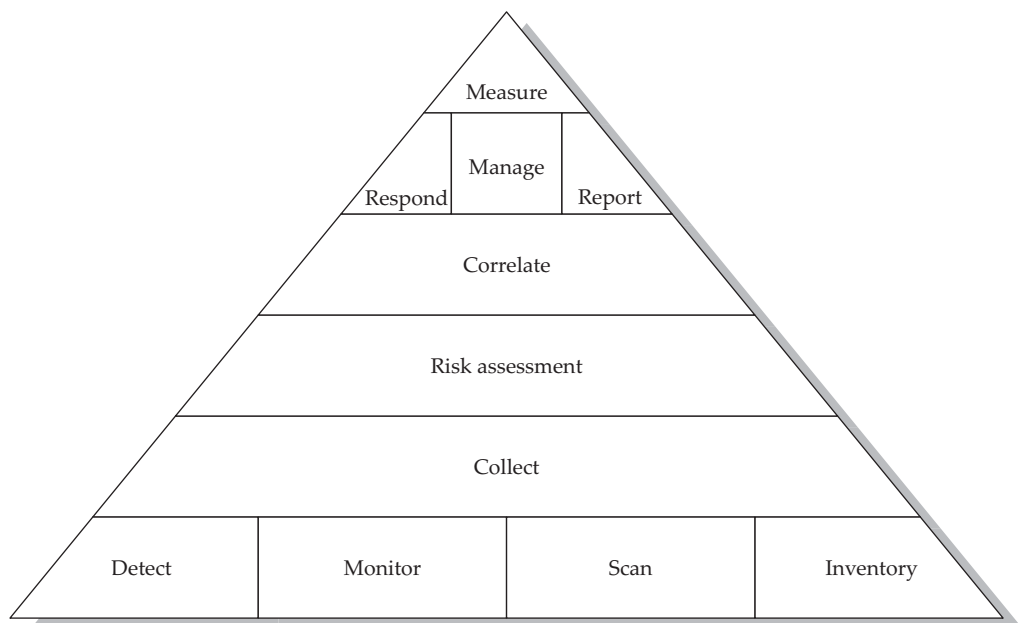 Measure
Respond
Manage
Report
Correlate
Risk assessment
Collect
Detect
Monitor
Scan
Inventory